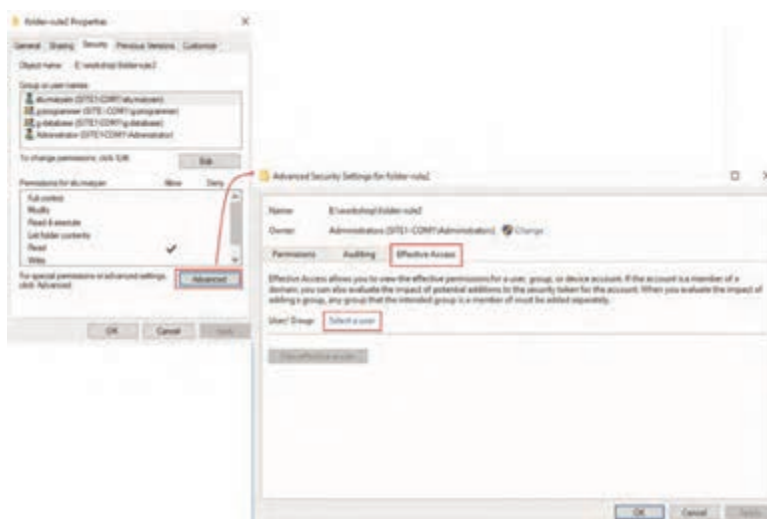 folder-rule2 Properties
General Sharing Security Previous Versions Customize
Object name: E:\workshop\folder-rule2
Group or user names:
To change permissions, click Edit.
Edit
Allow Deny
Full control
Modify
Read & execute
List folder contents
Read
Write
For special permissions or advanced settings,
click Advanced.
Advanced
OK Cancel Apply
Advanced Security Settings for folder-rule2
Name: E:\workshop\folder-rule2
Owner: Administrators (SITE1-COM1\Administrators) Change
Permissions Auditing Effective Access
Effective Access allows you to view the effective permissions for a user, group, or device account. If the account is a member of a
domain, you can also evaluate the impact of potential additions to the security token for the account. When you evaluate the impact of
adding a group, any group that the intended group is a member of must be added separately.
User/ Group: Select a user
View effective access
OK Cancel Apply